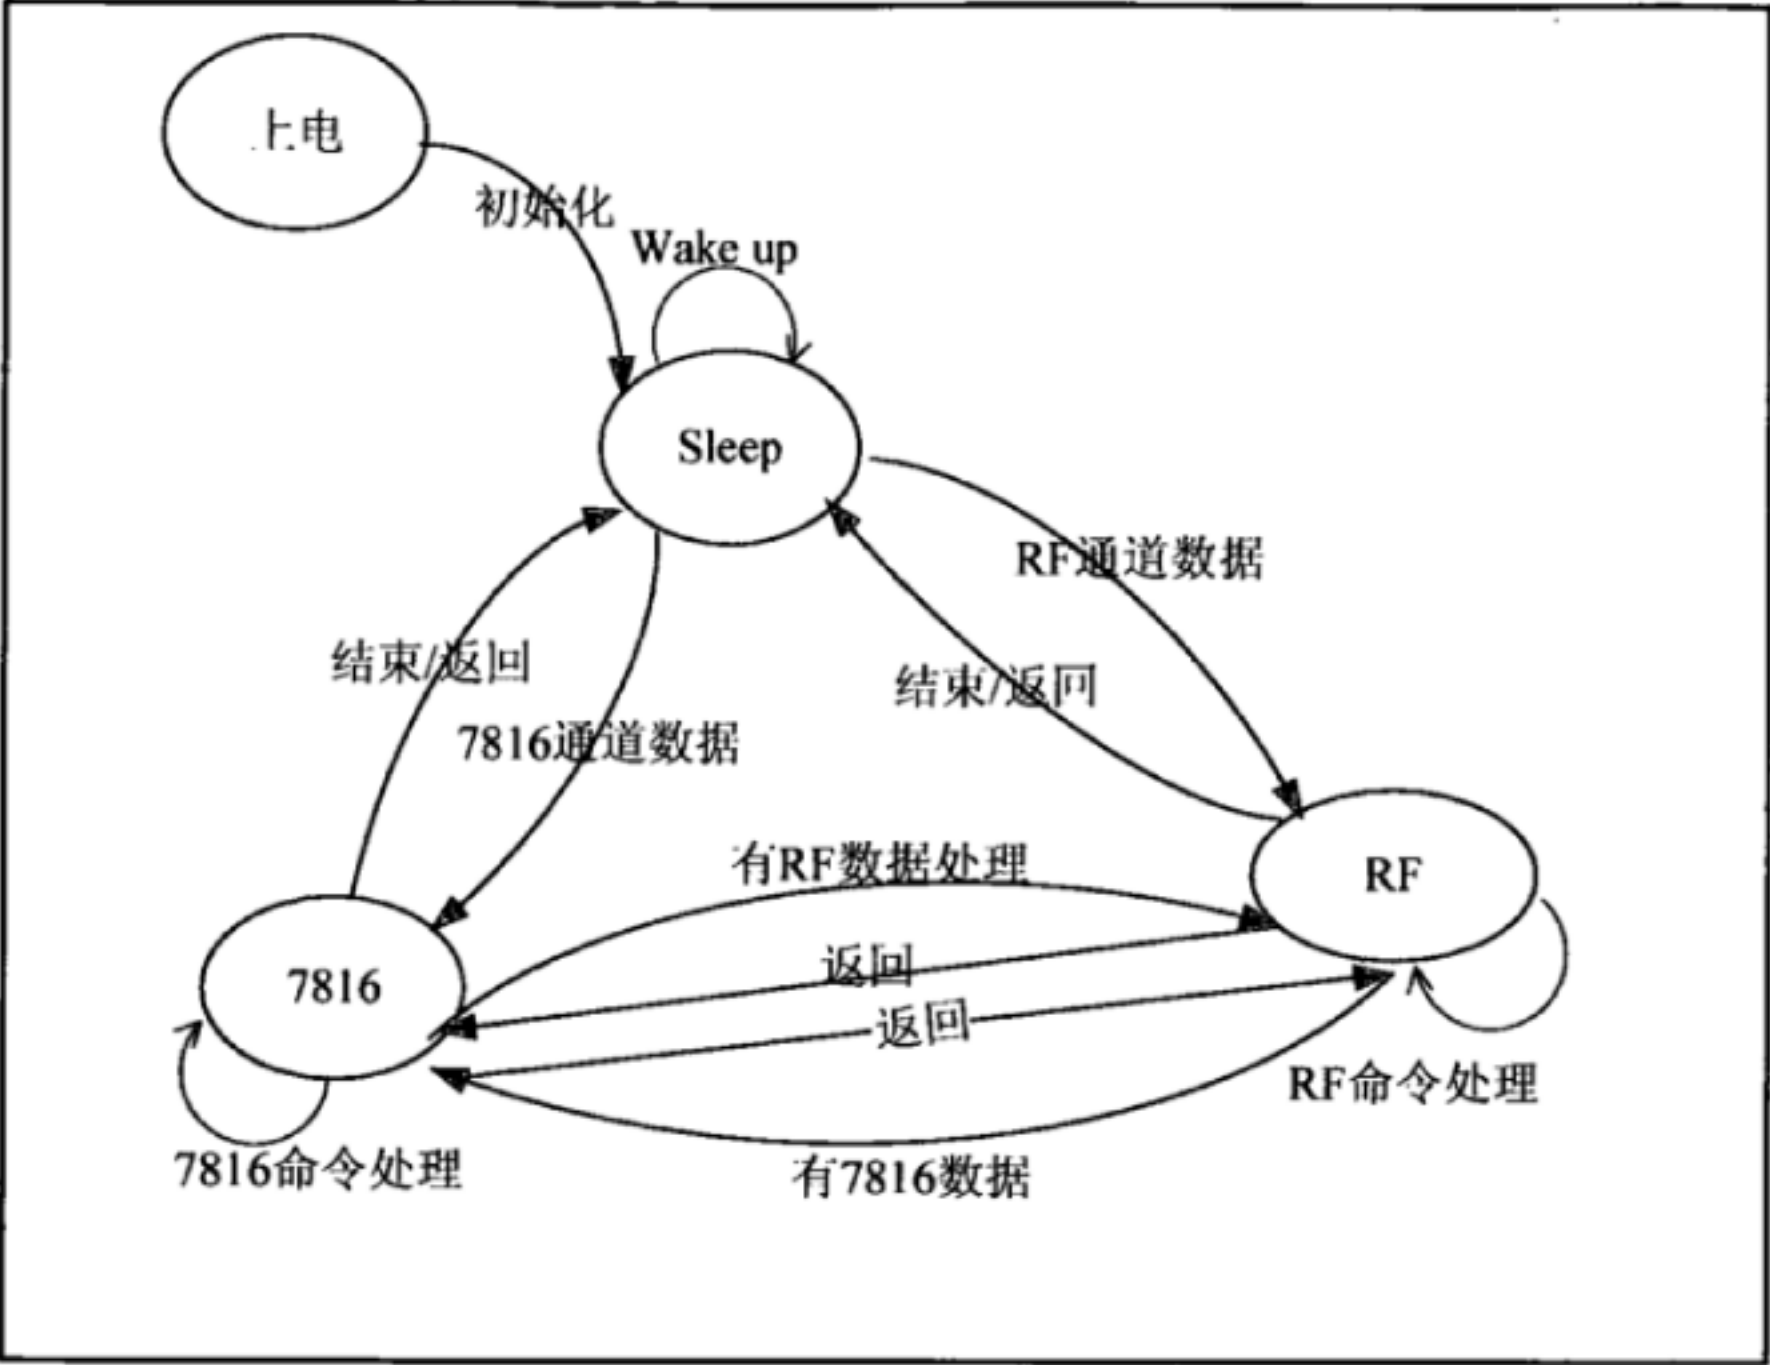 上电
初始化
Wake up
Sleep
RF通道数据
结束/返回
结束/返回
7816通道数据
有RF数据处理
RF
返回
7816
返回
RF命令处理
7816命令处理
有7816数据